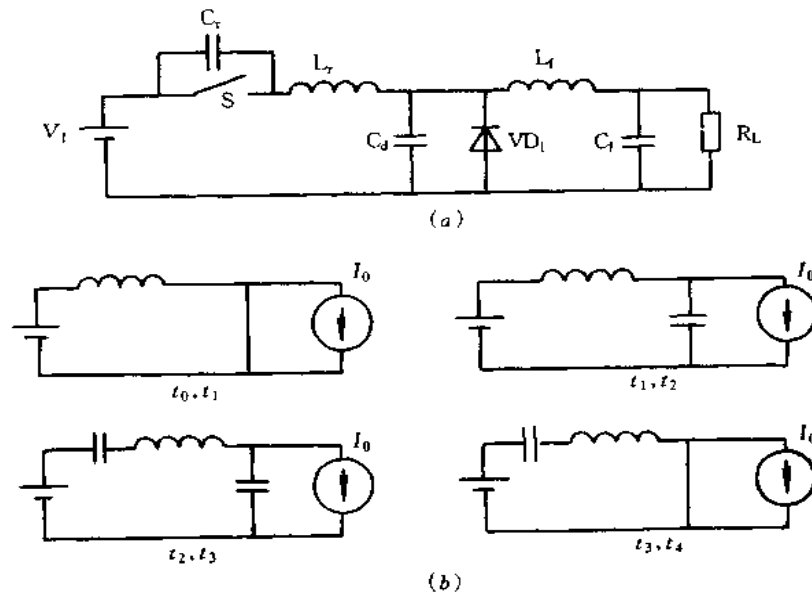 C_r
S
L_r
L_f
V_1
C_d
VD_1
C_f
R_L
(a)
I_0
t_0, t_1
I_0
t_1, t_2
I_0
t_2, t_3
I_0
t_3, t_4
(b)